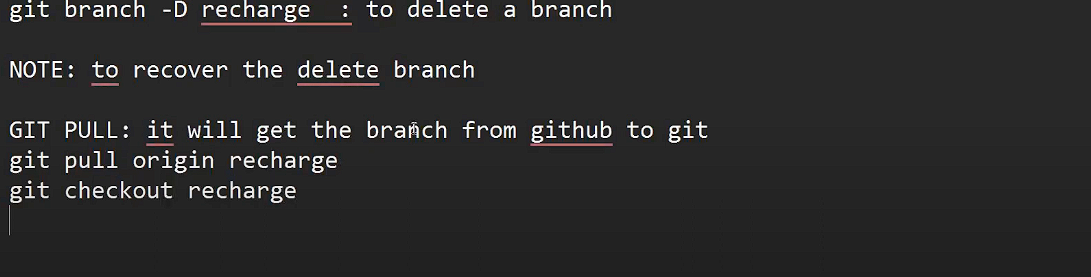 git branch -D recharge  : to delete a branch
NOTE: to recover the delete branch
GIT PULL: it will get the branch from github to git
git pull origin recharge
git checkout recharge